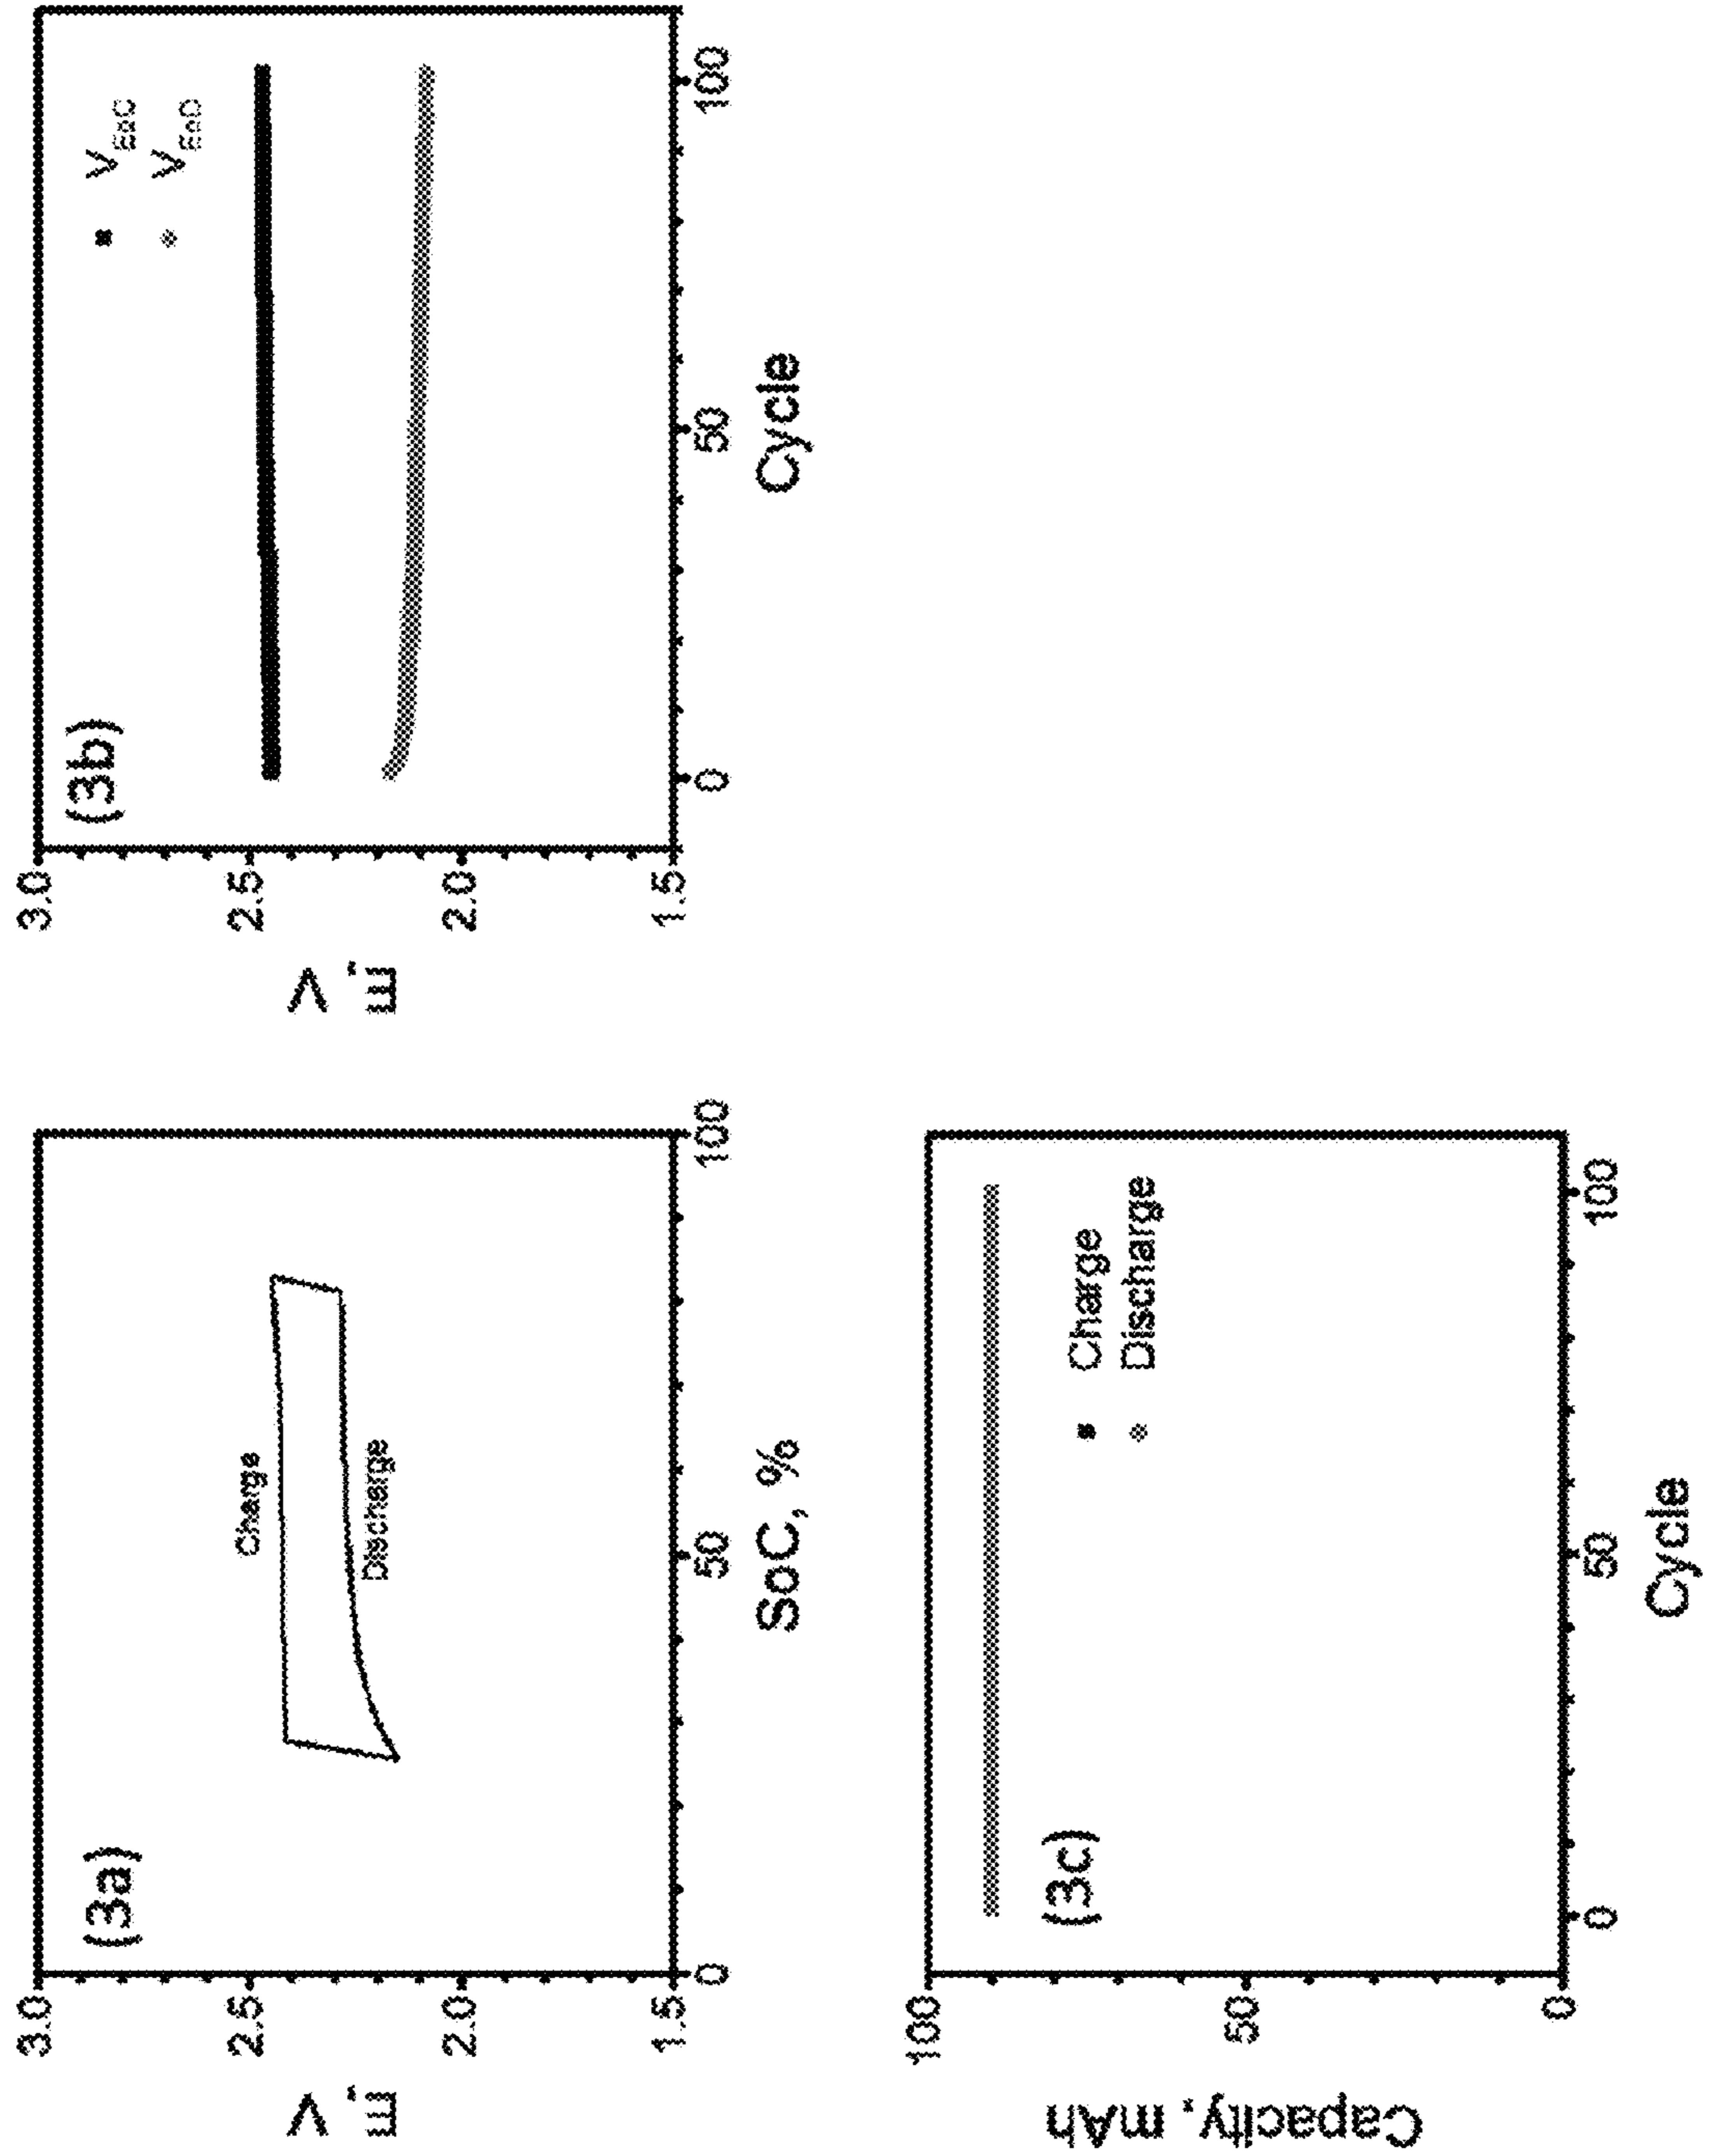 (3a)
3.0
2.5
2.0
1.5
E, V
Charge
Discharge
0
50
100
SoC, %
(3b)
3.0
2.5
2.0
1.5
E, V
V EoC
V EoD
0
50
100
Cycle
(3c)
100
50
0
Capacity, mAh
Charge
Discharge
0
50
100
Cycle